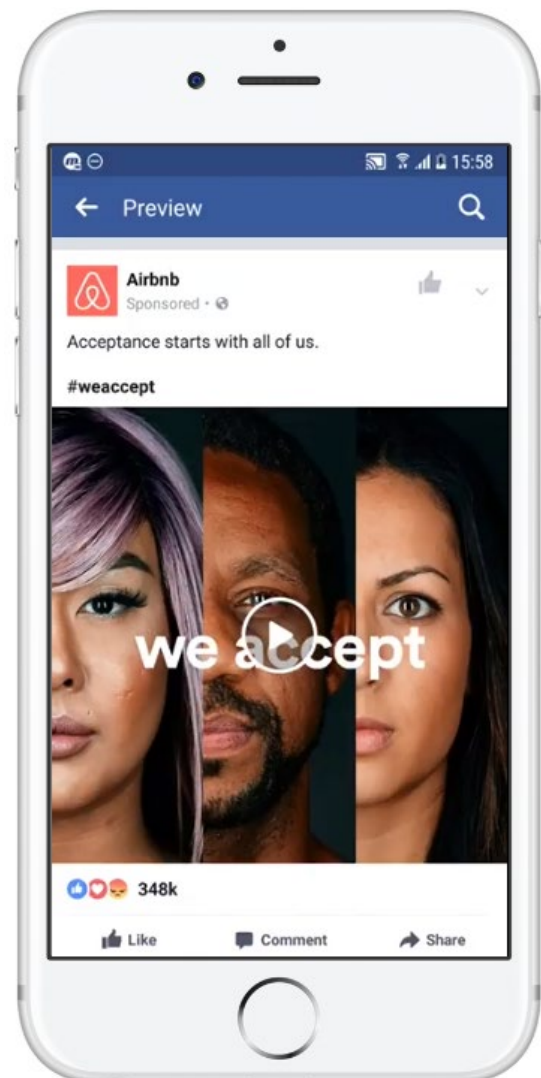 15:58
Preview
Airbnb
Sponsored
Acceptance starts with all of us.
#weaccept
we accept
348k
Like Comment Share